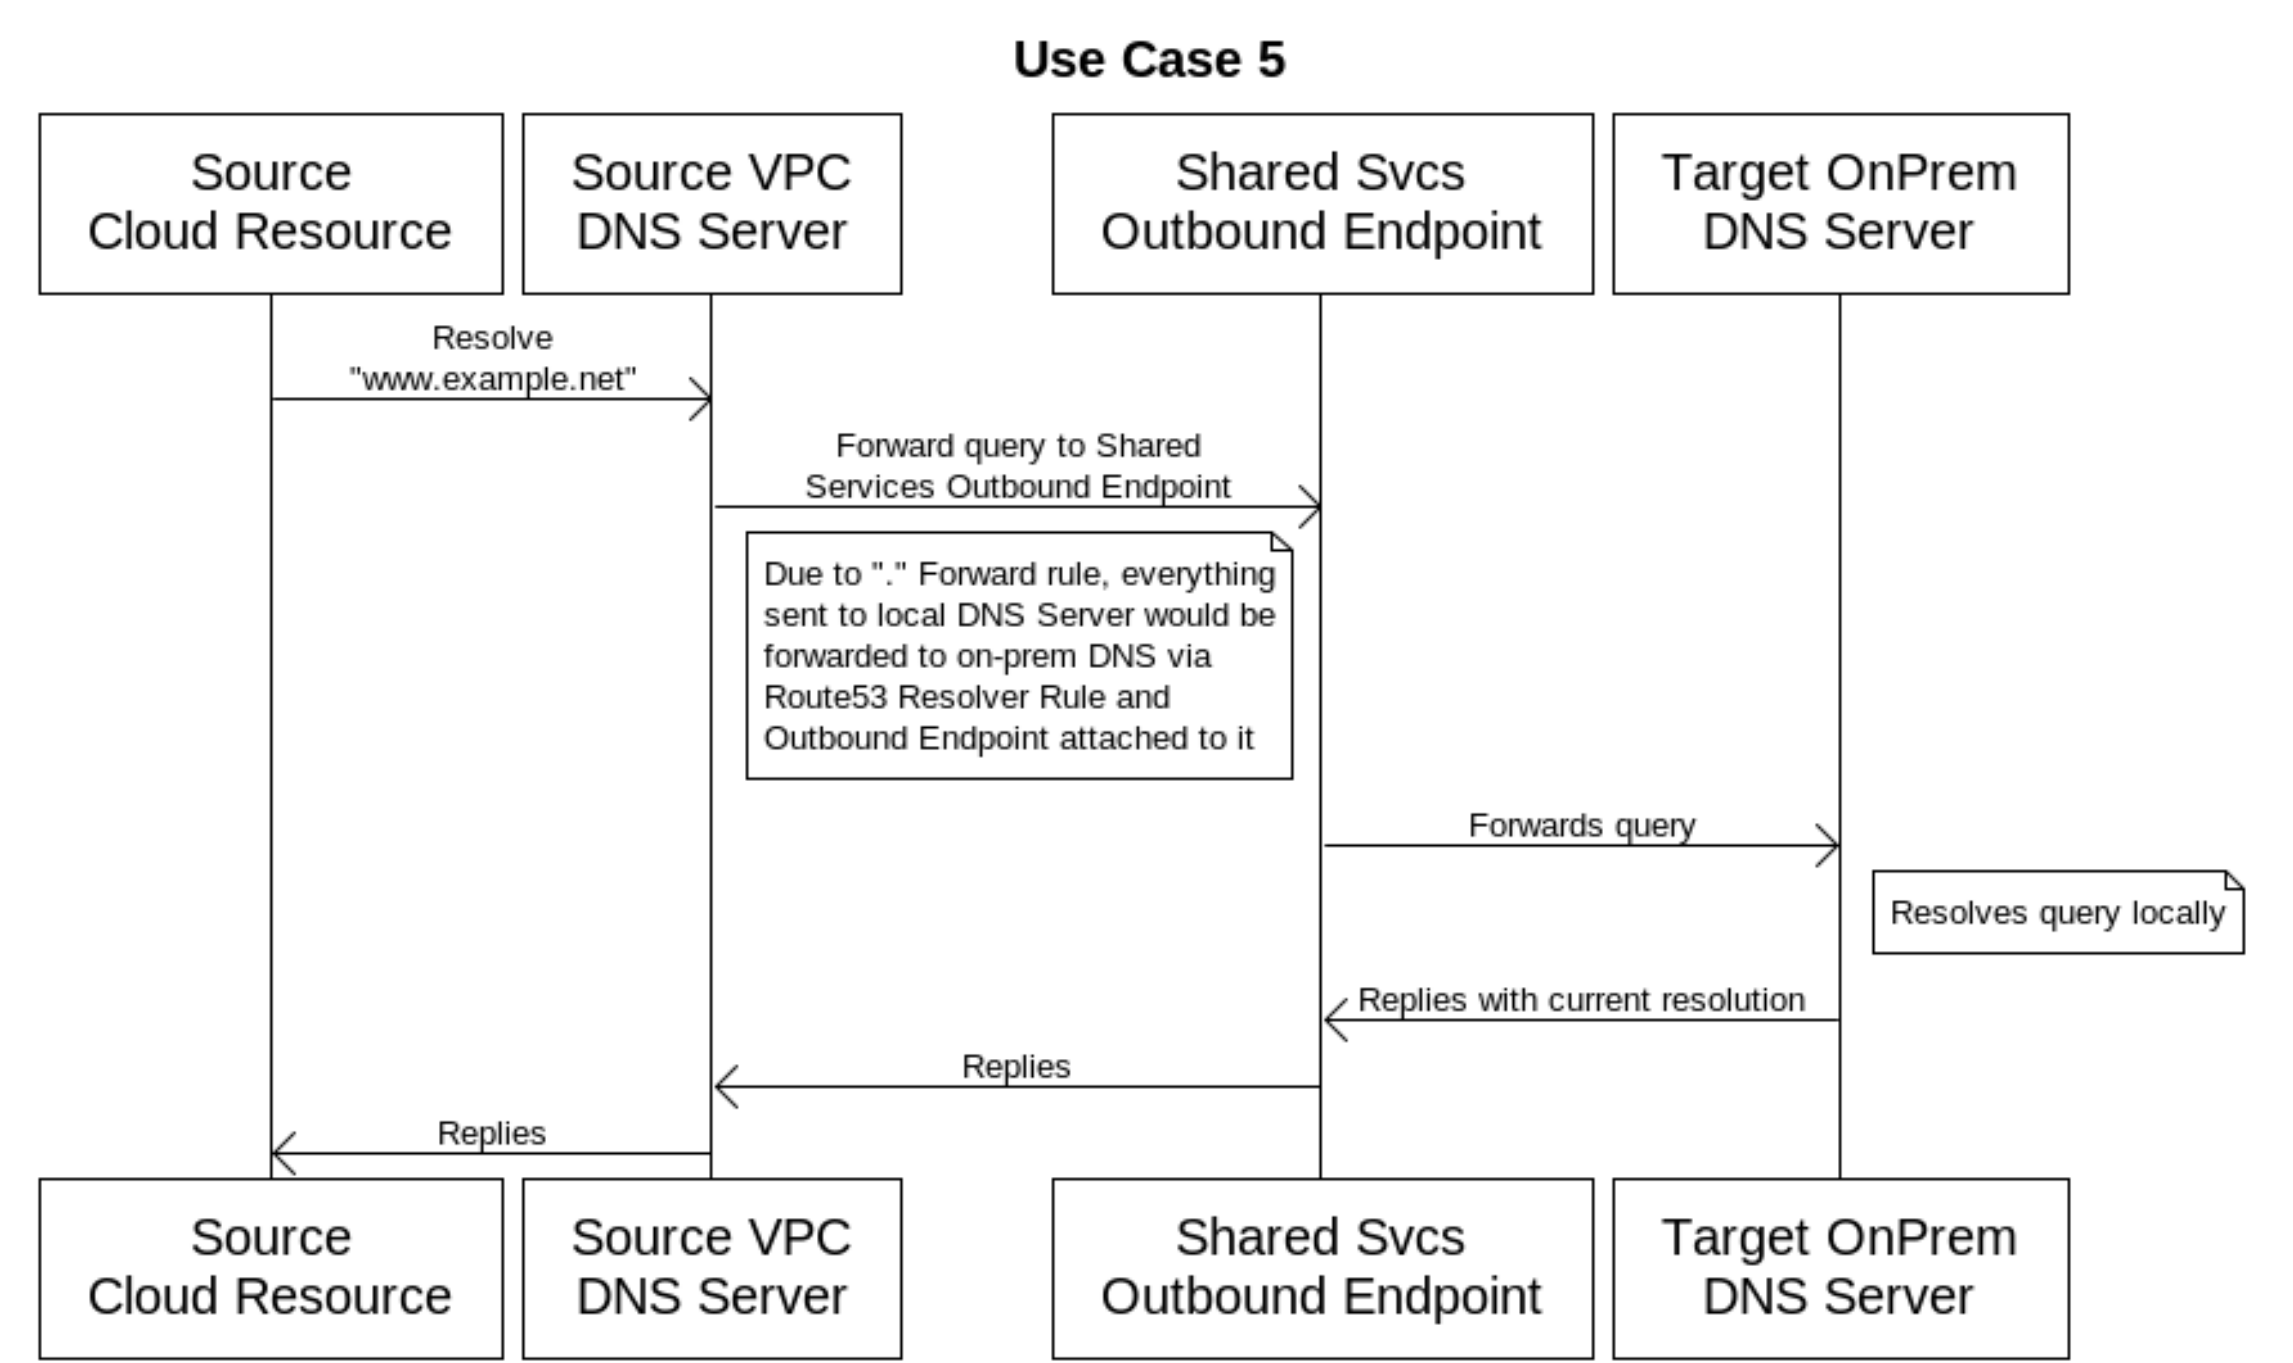 Use Case 5
Source
Cloud Resource
Source VPC
DNS Server
Shared Svcs
Outbound Endpoint
Target OnPrem
DNS Server
Resolve
"www.example.net"
Forward query to Shared
Services Outbound Endpoint
Due to "." Forward rule, everything
sent to local DNS Server would be
forwarded to on-prem DNS via
Route53 Resolver Rule and
Outbound Endpoint attached to it
Forwards query
Resolves query locally
Replies with current resolution
Replies
Replies
Source
Cloud Resource
Source VPC
DNS Server
Shared Svcs
Outbound Endpoint
Target OnPrem
DNS Server